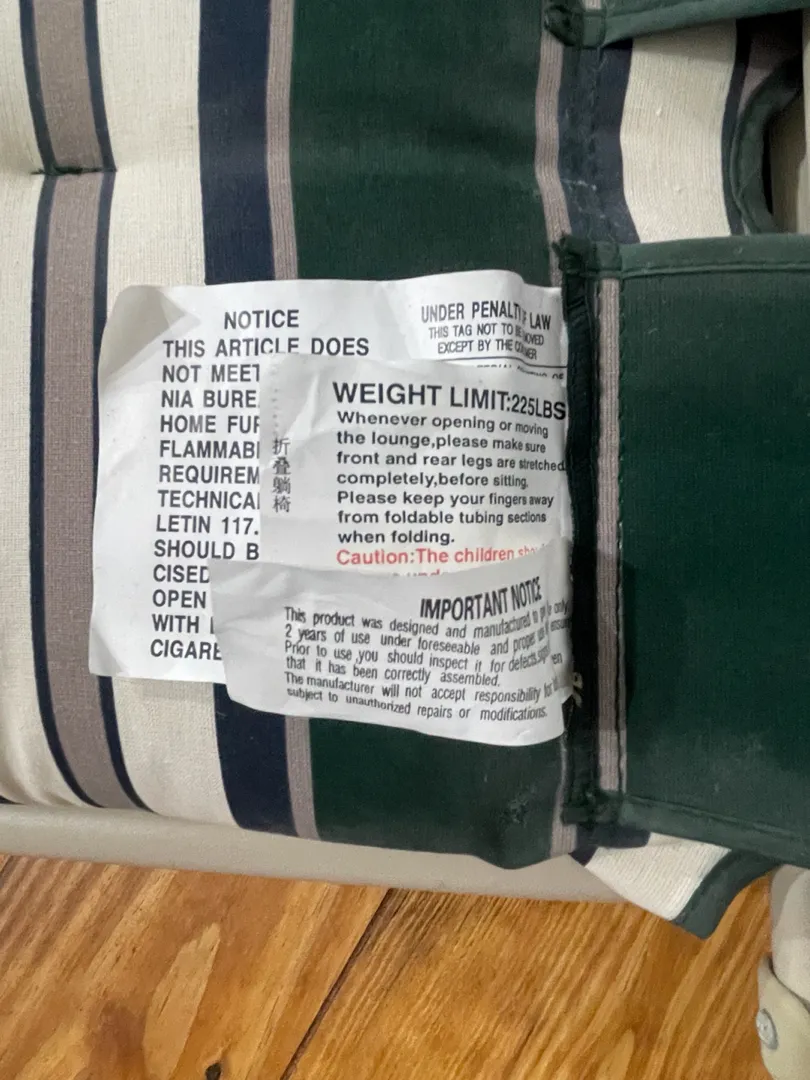 NOTICE
THIS ARTICLE DOES
NOT MEET
NIA BURE
HOME FUR
FLAMMABI
REQUIREM
TECHNICAL
LETIN 117.
SHOULD B
CISED
OPEN
WITH
CIGARE
UNDER PENALT LAW
THIS TAG NOT TO BE MOVED
EXCEPT BY THE
折叠躺椅
WEIGHT LIMIT:225LBS
Whenever opening or moving
the lounge,please make sure
front and rear legs are stretched
completely,before sitting.
Please keep your fingers away
from foldable tubing sections
when folding.
Caution:The children
IMPORTANT NOTICE
This product was designed and manufactured only
2 years of use under foreseeable and proper
Prior to use ,you should inspect it for defects
that it has been correctly assembled.
The manufacturer will not accept responsibility
subject to unauthorized repairs or modifications.